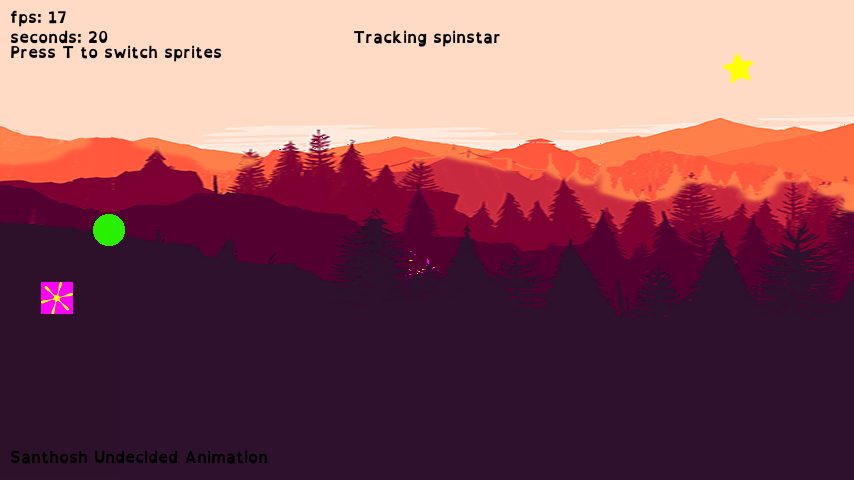 fps: 17
seconds: 20
Press T to switch sprites
Tracking spinstar
Santhosh Undecided Animation